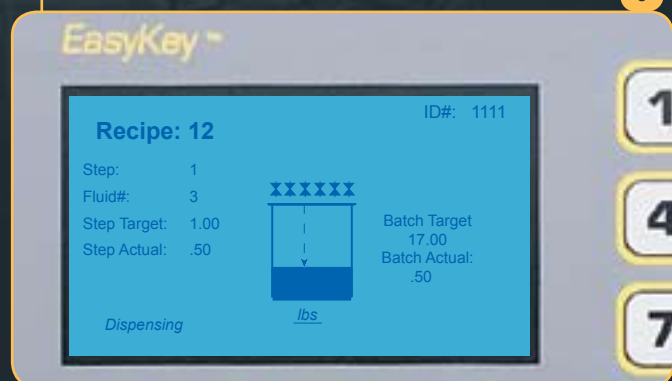 EasyKey™
ID#: 1111
Recipe: 12
Step: 1
Fluid#: 3
Step Target: 1.00
Step Actual: .50
Batch Target
17.00
Batch Actual:
.50
Dispensing
lbs
1
4
7